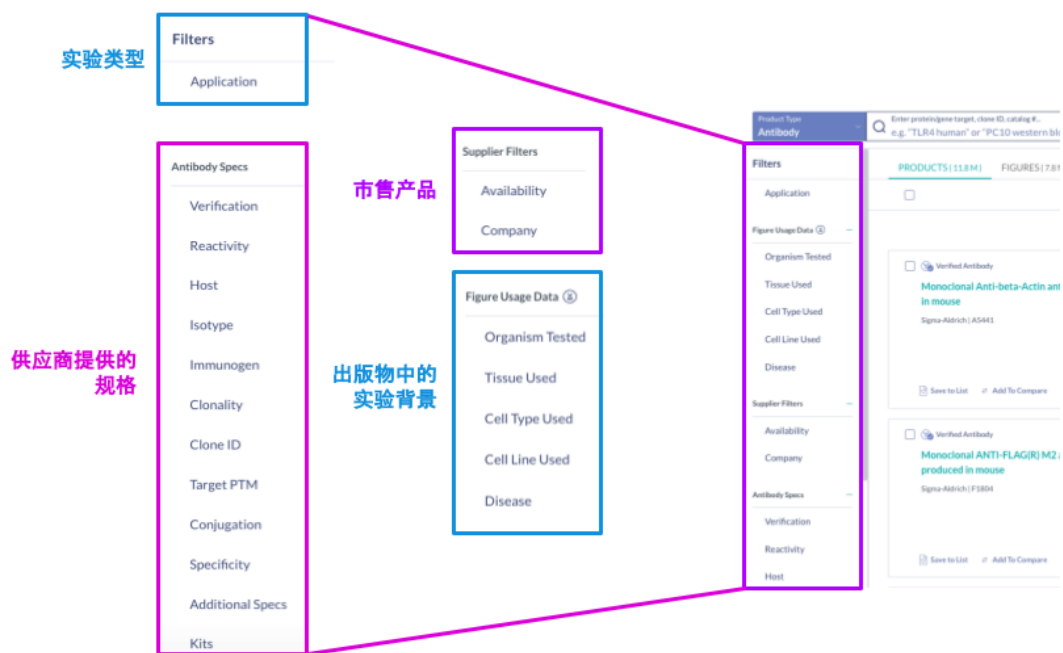 实验类型
Filters
Application
供应商提供的
规格
Antibody Specs
Verification
Reactivity
Host
Isotype
Immunogen
Clonality
Clone ID
Target PTM
Conjugation
Specificity
Additional Specs
Kits
市售产品
Supplier Filters
Availability
Company
出版物中的
实验背景
Figure Usage Data
Organism Tested
Tissue Used
Cell Type Used
Cell Line Used
Disease
Product Type
Antibody
Enter protein/gene target, clone ID, catalog #...
e.g. "TLR4 human" or "PC10 western
Filters
Application
Figure Usage Data
Organism Tested
Tissue Used
Cell Type Used
Cell Line Used
Disease
Supplier Filters
Availability
Company
Antibody Specs
Verification
Reactivity
Host
PRODUCTS (11.8 M)
FIGURES (7.8
Verified Antibody
Monoclonal Anti-beta-Actin
in mouse
Sigma-Aldrich | A5441
Save to List
Add To Compare
Verified Antibody
Monoclonal ANTI-FLAG(R) M2
produced in mouse
Sigma-Aldrich | F1804
Save to List
Add To Compare